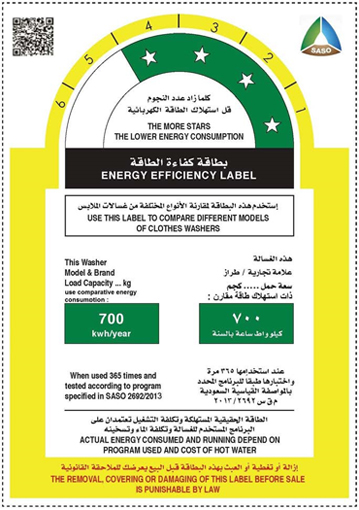 SASO
6
5
4
كلما زاد عدد النجوم
قل استهلاك الطاقة الكهربائية
THE MORE STARS
THE LOWER ENERGY CONSUMPTION
بطاقة كفاءة الطاقة
ENERGY EFFICIENCY LABEL
إستخدم هذه البطاقة لمقارنة الأنواع المختلفة من غسالات الملابس
USE THIS LABEL TO COMPARE DIFFERENT MODELS
OF CLOTHES WASHERS
This Washer
Model & Brand
Load Capacity ... kg
use comparative energy
consumption :
هذه الغسالة
علامة تجارية / طراز
سعة حمل ..... كجم
ذات استهلاك طاقة مقارن :
700
kwh/year
٧٠٠
كيلو واط ساعة بالسنة
When used 365 times and
tested according to program
specified in SASO 2692/2013
عند استخدامها ٣٦٥ مرة
واختبارها طبقا للبرنامج المحدد
بالمواصفة القياسية السعودية
م ق س ٢٦٩٢ / ٢٠١٣
الطاقة الحقيقية المستهلكة وتكلفة التشغيل تعتمدان على
البرنامج المستخدم للغسالة وتكلفة الماء وتسخينه
ACTUAL ENERGY CONSUMED AND RUNNING DEPEND ON
PROGRAM USED AND COST OF HOT WATER
إزالة أو تغطية أو العبث بهذه البطاقة قبل البيع يعرضك للملاحقة القانونية
THE REMOVAL, COVERING OR DAMAGING OF THIS LABEL BEFORE SALE
IS PUNISHABLE BY LAW